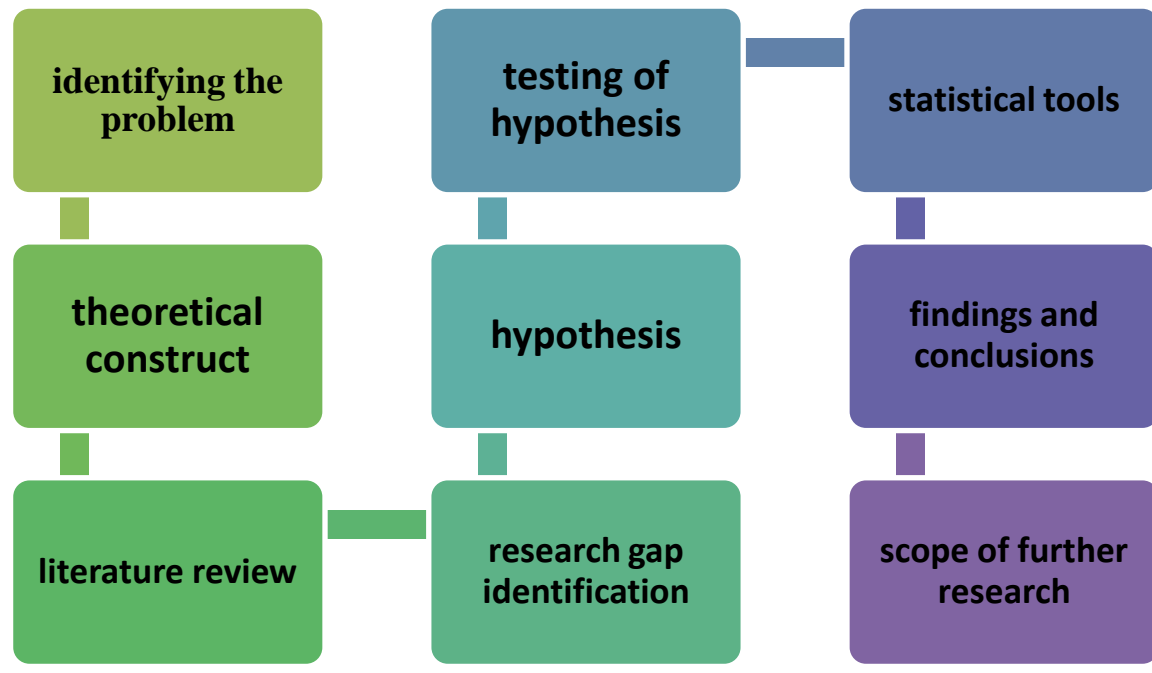 identifying the
problem
theoretical
construct
literature review
research gap
identification
hypothesis
testing of
hypothesis
statistical tools
findings and
conclusions
scope of further
research